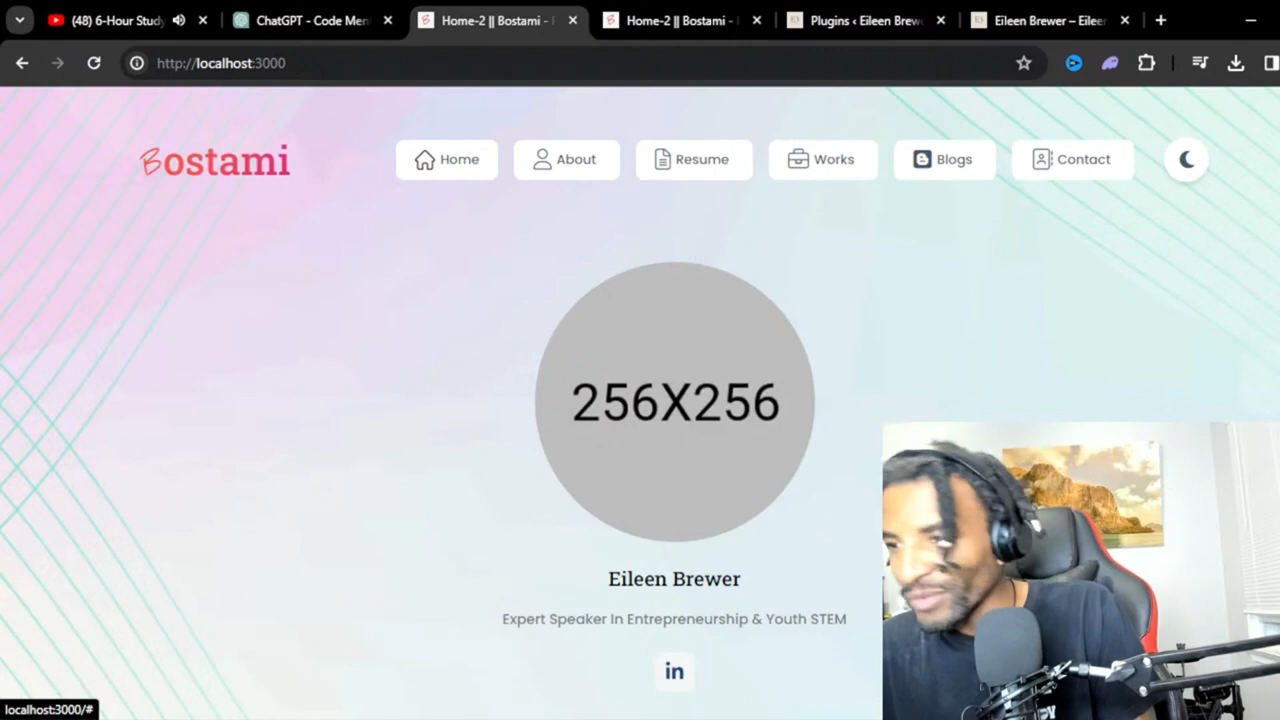 (48) 6-Hour Study
ChatGPT - Code Men
Home-2 || Bostami -
Home-2 || Bostami -
Plugins ‹ Eileen Brew
Eileen Brewer – Eilee
http://localhost:3000
Bostami
Home
About
Resume
Works
Blogs
Contact
256X256
Eileen Brewer
Expert Speaker In Entrepreneurship & Youth STEM
in
localhost:3000/#